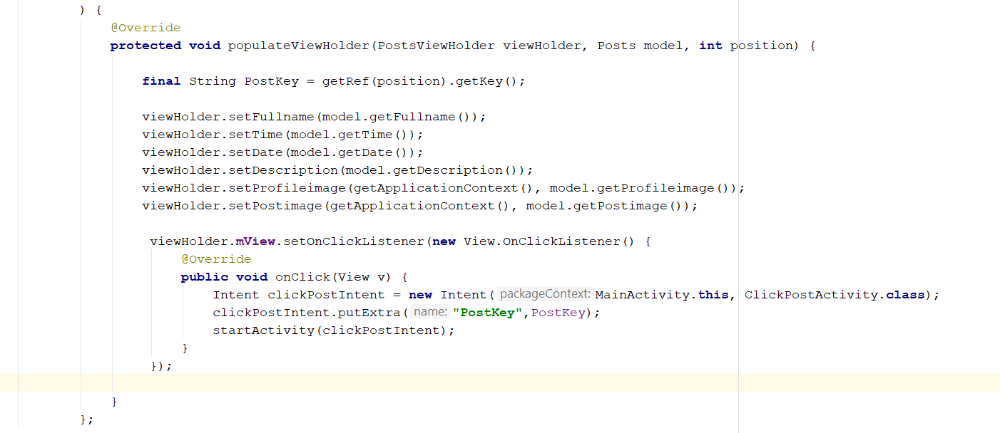 ) {
@Override
protected void populateViewHolder(PostsViewHolder viewHolder, Posts model, int position) {
final String PostKey = getRef(position).getKey();
viewHolder.setFullname(model.getFullname());
viewHolder.setTime(model.getTime());
viewHolder.setDate(model.getDate());
viewHolder.setDescription(model.getDescription());
viewHolder.setProfileimage(getApplicationContext(), model.getProfileimage());
viewHolder.setPostimage(getApplicationContext(), model.getPostimage());
viewHolder.mView.setOnClickListener(new View.OnClickListener() {
@Override
public void onClick(View v) {
Intent clickPostIntent = new Intent( packageContext: MainActivity.this, ClickPostActivity.class);
clickPostIntent.putExtra( name: "PostKey",PostKey);
startActivity(clickPostIntent);
}
});
}
};